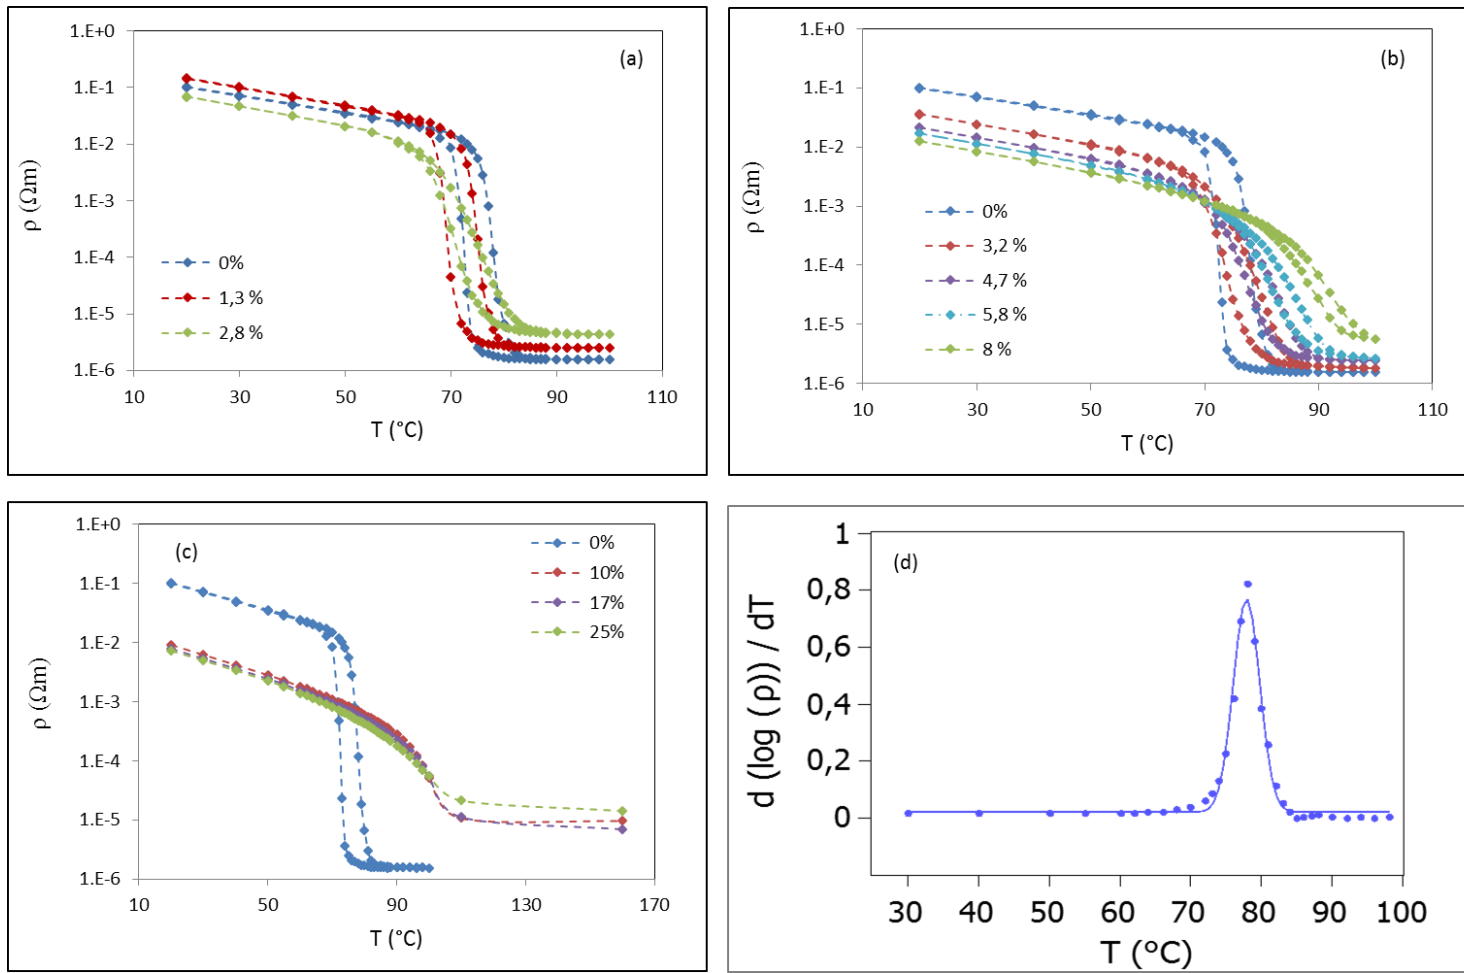 (a)
1.E+0
1.E-1
1.E-2
1.E-3
1.E-4
1.E-5
1.E-6
ρ (Ωm)
0%
1,3 %
2,8 %
10 30 50 70 90 110
T (°C)
(b)
1.E+0
1.E-1
1.E-2
1.E-3
1.E-4
1.E-5
1.E-6
ρ (Ωm)
0%
3,2 %
4,7 %
5,8 %
8 %
10 30 50 70 90 110
T (°C)
(c)
1.E+0
1.E-1
1.E-2
1.E-3
1.E-4
1.E-5
1.E-6
ρ (Ωm)
0%
10%
17%
25%
10 50 90 130 170
T (°C)
(d)
1
0,8
0,6
0,4
0,2
0
d (log (ρ)) / dT
30 40 50 60 70 80 90 100
T (ºC)